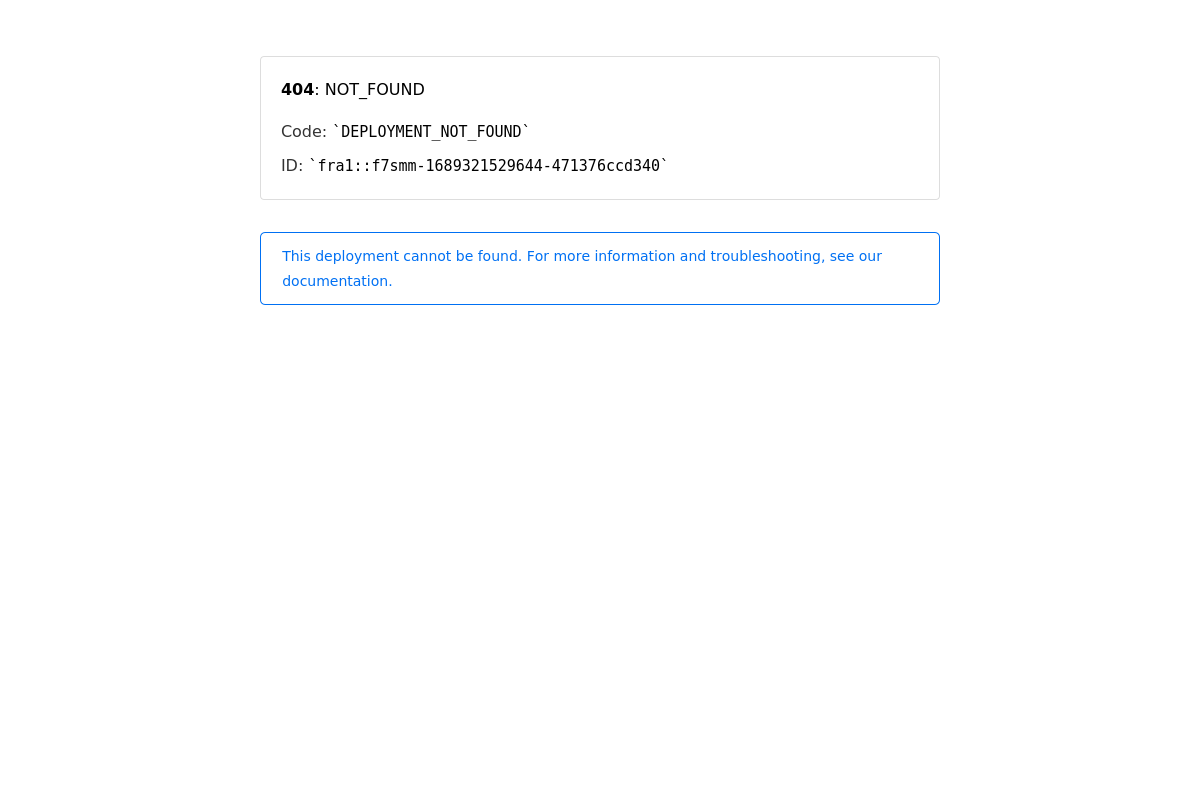 404: NOT_FOUND
Code: `DEPLOYMENT_NOT_FOUND`
ID: `fra1::f7smm-1689321529644-471376ccd340`
This deployment cannot be found. For more information and troubleshooting, see our
documentation.